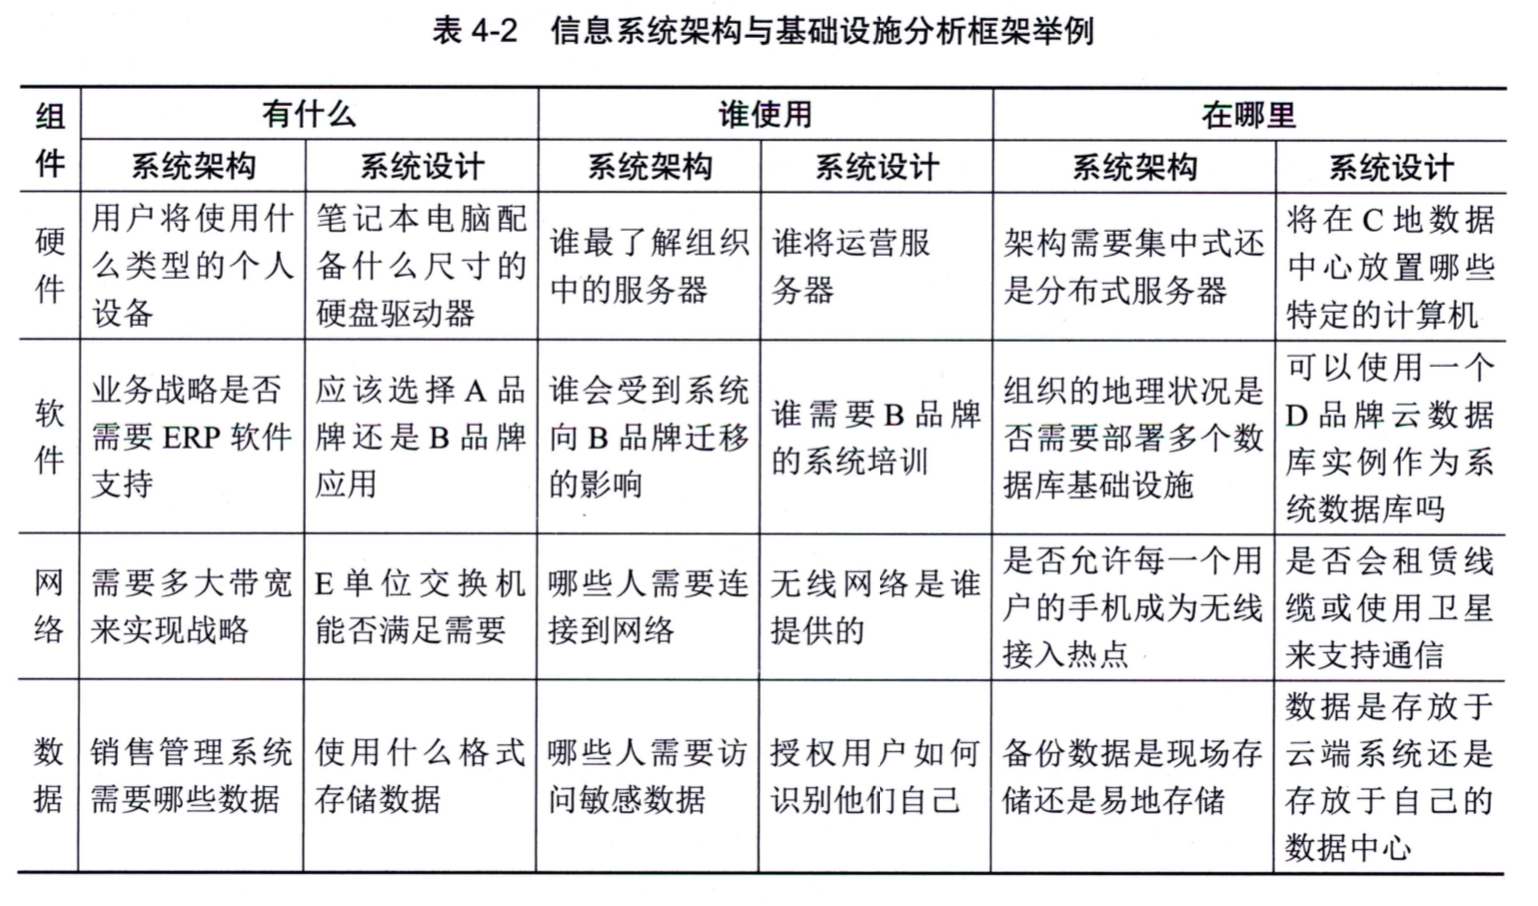 表 4-2 信息系统架构与基础设施分析框架举例
组
件
有什么
谁使用
在哪里
系统架构
系统设计
系统架构
系统设计
系统架构
系统设计
硬
件
用户将使用什
么类型的个人
设备
笔记本电脑配
备什么尺寸的
硬盘驱动器
谁最了解组织
中的服务器
谁将运营服
务器
架构需要集中式还
是分布式服务器
将在 C 地数据
中心放置哪些
特定的计算机
软
件
业务战略是否
需要 ERP 软件
支持
应该选择 A 品
牌还是 B 品牌
应用
谁会受到系统
向 B 品牌迁移
的影响
谁需要 B 品牌
的系统培训
组织的地理状况是
否需要部署多个数
据库基础设施
可以使用一个
D 品牌云数据
库实例作为系
统数据库吗
网
络
需要多大带宽
来实现战略
E 单位交换机
能否满足需要
哪些人需要连
接到网络
无线网络是谁
提供的
是否允许每一个用
户的手机成为无线
接入热点
是否会租赁线
缆或使用卫星
来支持通信
数
据
销售管理系统
需要哪些数据
使用什么格式
存储数据
哪些人需要访
问敏感数据
授权用户如何
识别他们自己
备份数据是现场存
储还是易地存储
数据是存放于
云端系统还是
存放于自己的
数据中心